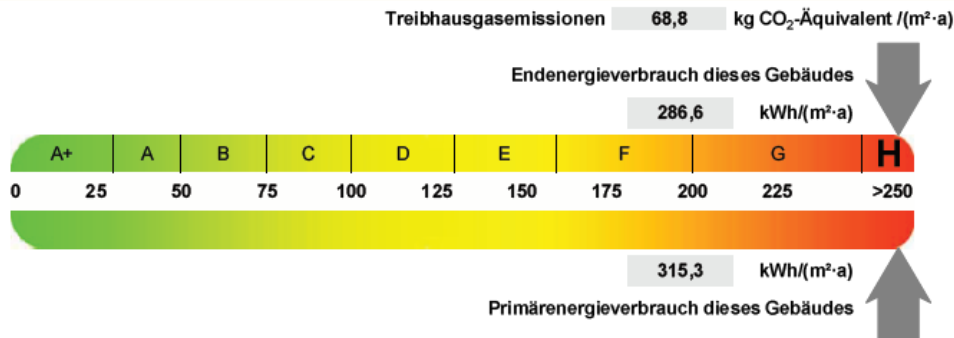 Treibhausgasemissionen 68,8 kg CO₂-Äquivalent /(m²·a)
Endenergieverbrauch dieses Gebäudes
286,6 kWh/(m²·a)
A+ A B C D E F G H
0 25 50 75 100 125 150 175 200 225 >250
315,3 kWh/(m²·a)
Primärenergieverbrauch dieses Gebäudes